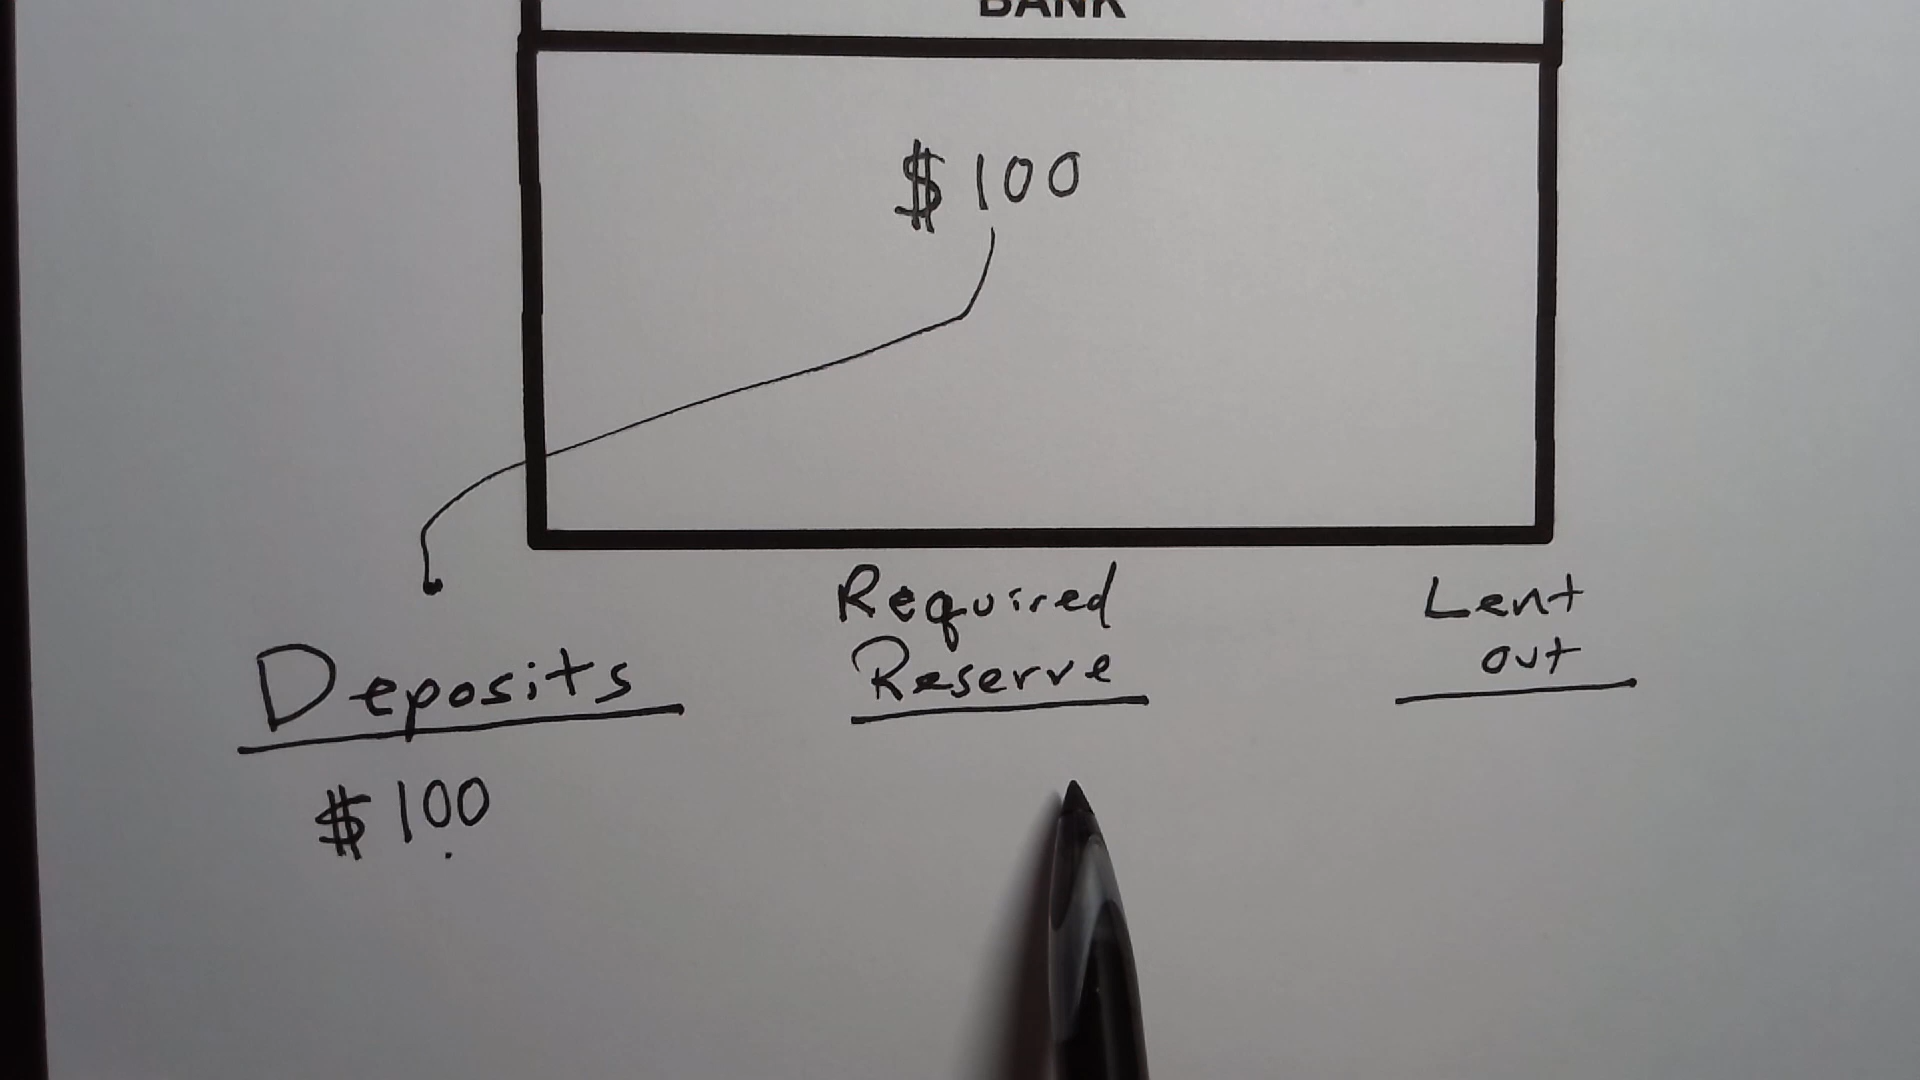 BANK
$100
Required
Reserve
Lent
out
Deposits
$100